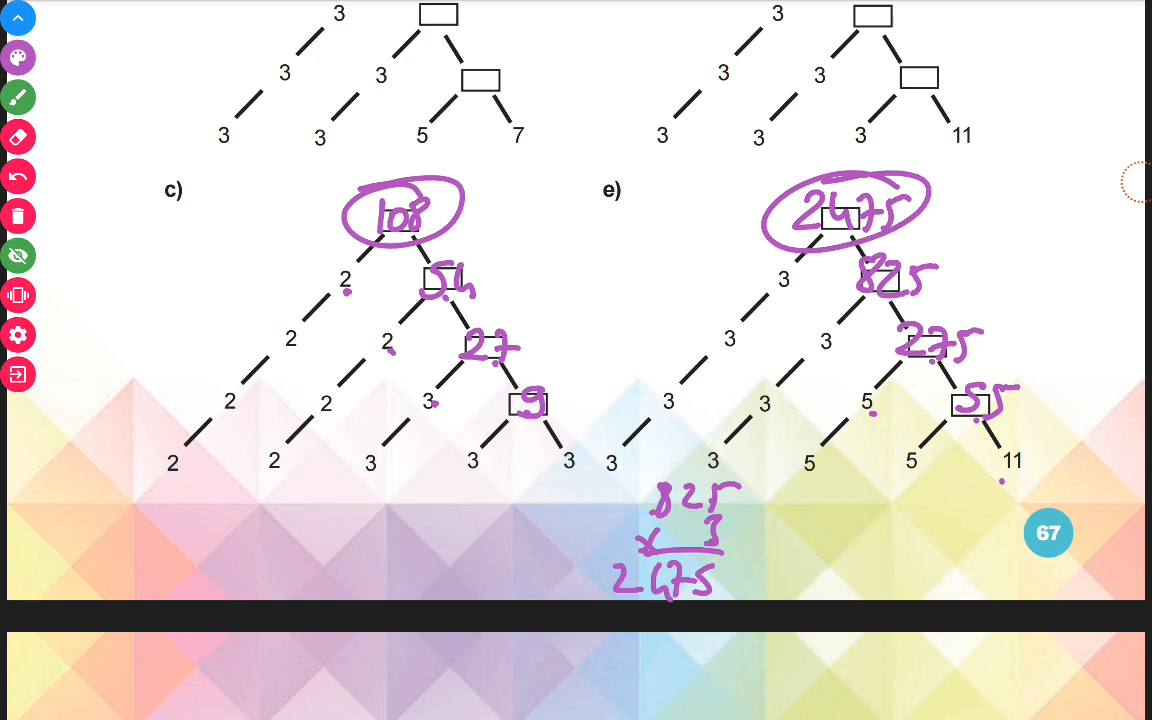 3 3
3 3 3 3
3 3 5 7 3 3 3 11
c) e)
108 2475
2 54 3 825
2 2 27 3 3 275
2 2 3 9 3 3 5 55
2 2 3 3 3 3 3 5 5 11
825
x 3
2475
67